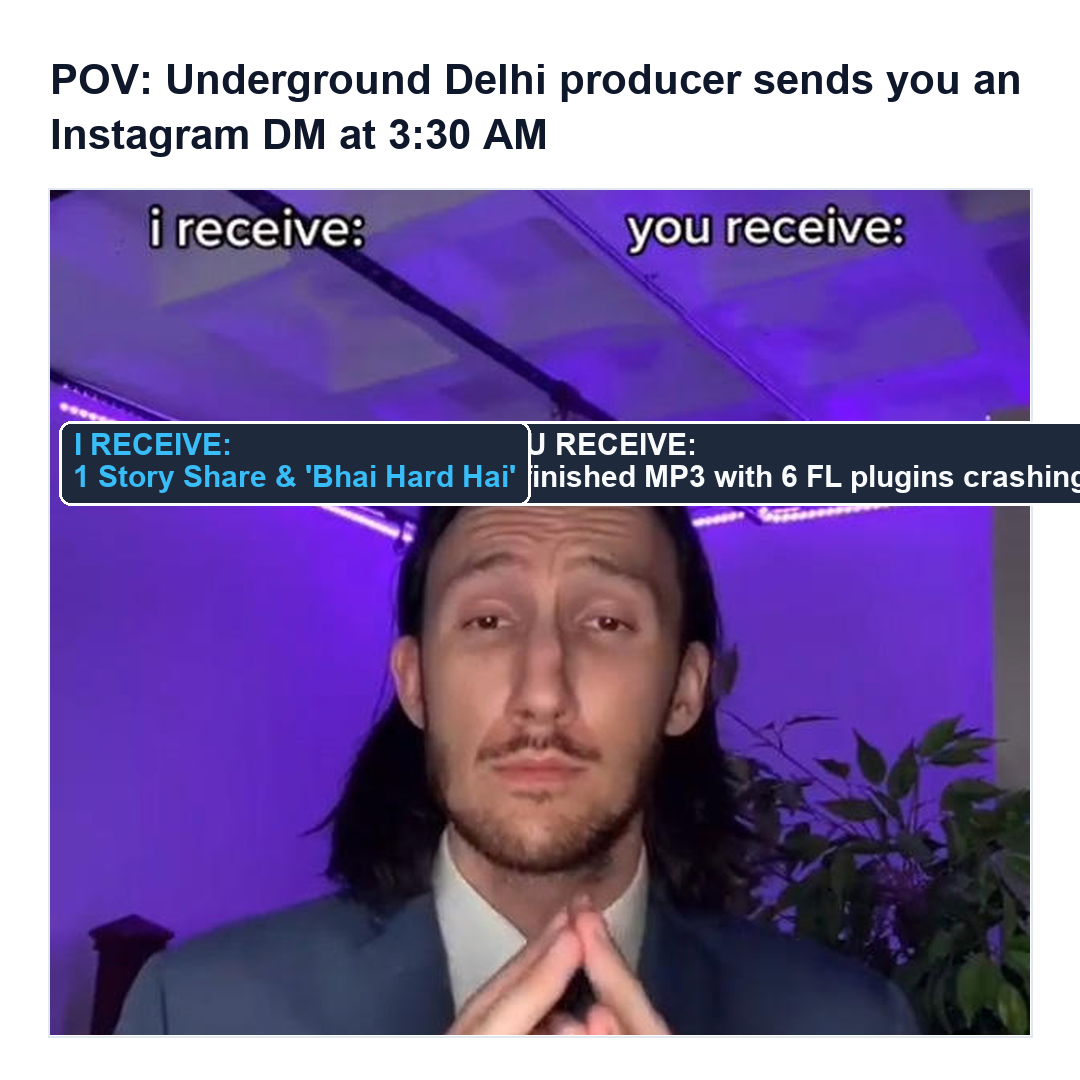 POV: Underground Delhi producer sends you an
Instagram DM at 3:30 AM
i receive:
you receive:
I RECEIVE:
1 Story Share & 'Bhai Hard Hai'
U RECEIVE:
finished MP3 with 6 FL plugins crashing